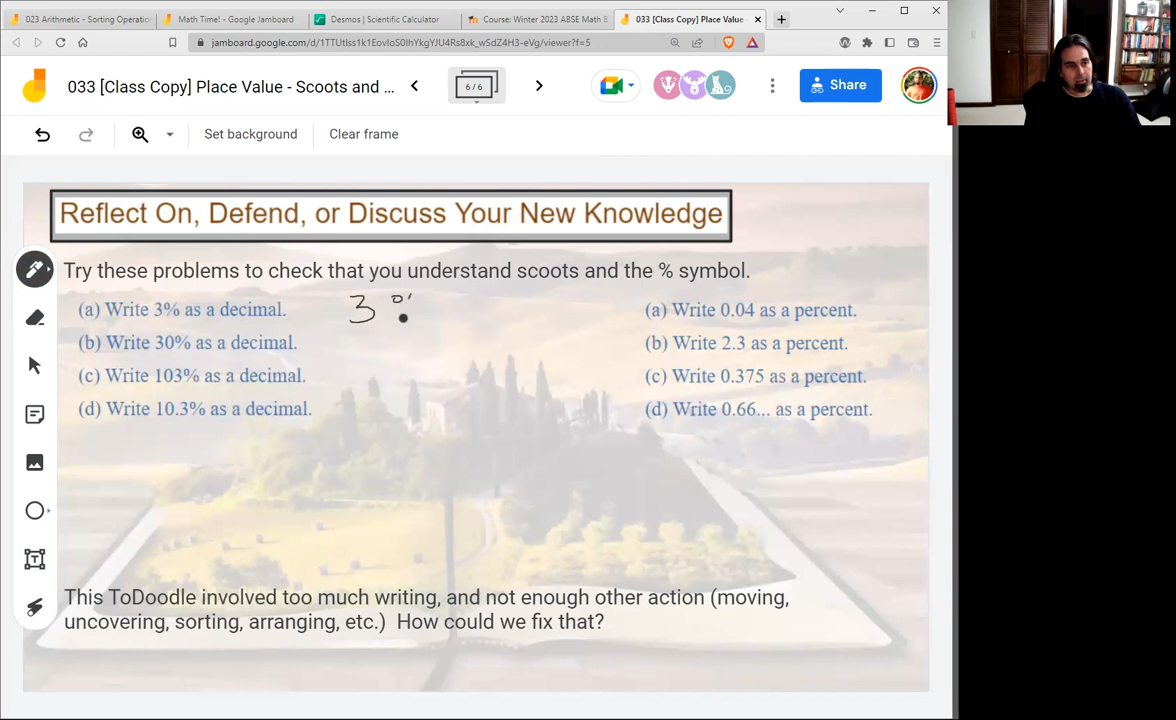 023 Arithmetic - Sorting Operatio
Math Time! - Google Jamboard
Desmos | Scientific Calculator
Course: Winter 2023 ABSE Math B
033 [Class Copy] Place Value -
jamboard.google.com/d/1TTUtIss1k1EovIoS0IhYkgYJU4Rs8xk_wSdZ4H3-eVg/viewer?f=5
033 [Class Copy] Place Value - Scoots and ...
6/6
Share
Set background
Clear frame
Reflect On, Defend, or Discuss Your New Knowledge
Try these problems to check that you understand scoots and the % symbol.
(a) Write 3% as a decimal.
3
(b) Write 30% as a decimal.
(c) Write 103% as a decimal.
(d) Write 10.3% as a decimal.
(a) Write 0.04 as a percent.
(b) Write 2.3 as a percent.
(c) Write 0.375 as a percent.
(d) Write 0.66... as a percent.
This ToDoodle involved too much writing, and not enough other action (moving,
uncovering, sorting, arranging, etc.)  How could we fix that?